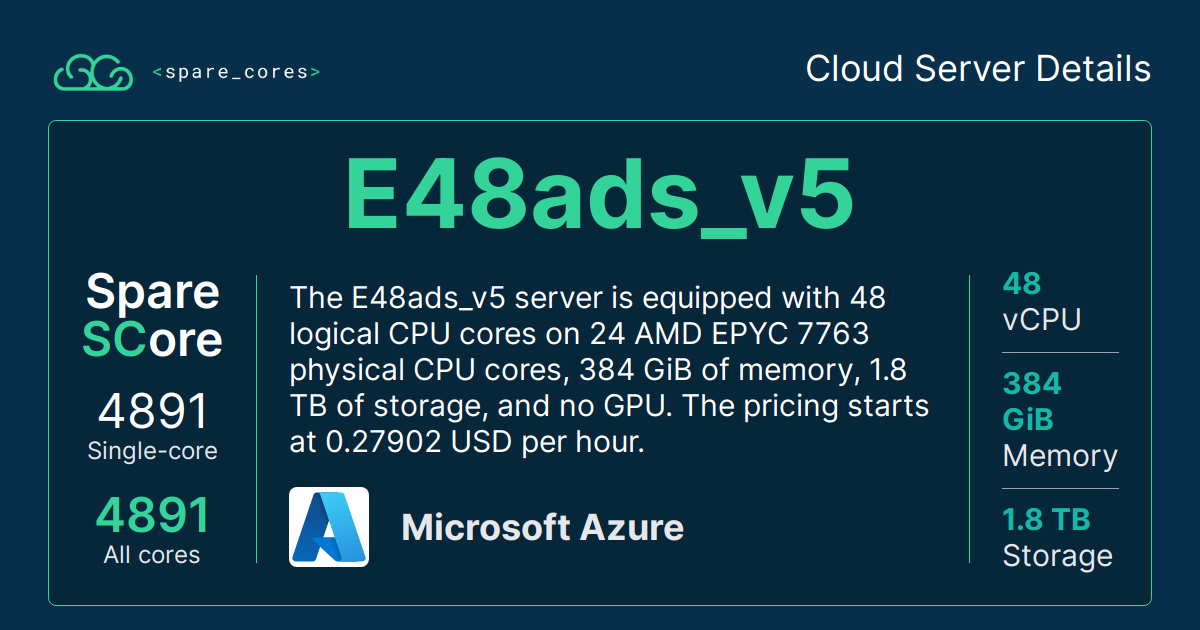 <spare_cores>
Cloud Server Details
E48ads_v5
Spare
SCore
4891
Single-core
4891
All cores
The E48ads_v5 server is equipped with 48
logical CPU cores on 24 AMD EPYC 7763
physical CPU cores, 384 GiB of memory, 1.8
TB of storage, and no GPU. The pricing starts
at 0.27902 USD per hour.
Microsoft Azure
48
vCPU
384
GiB
Memory
1.8 TB
Storage